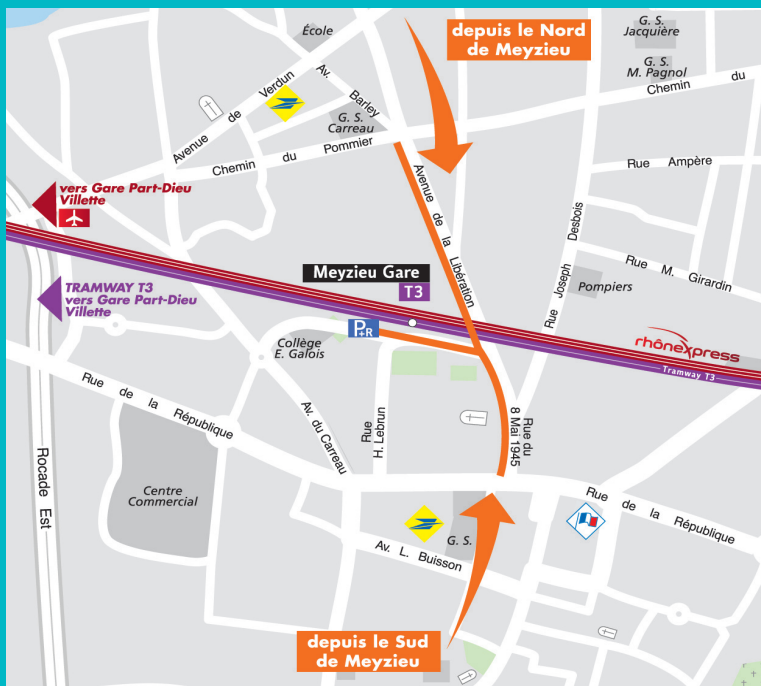 École
depuis le Nord
de Meyzieu
G. S.
Jacquière
G. S.
M. Pagnol
Chemin du
Av. Barley
Avenue de Verdun
G. S.
Carreau
Chemin du Pommier
Rue Ampère
vers Gare Part-Dieu
Villette
Avenue de la Libération
Rue Joseph Desbois
Rue M. Girardin
Meyzieu Gare
T3
Pompiers
TRAMWAY T3
vers Gare Part-Dieu
Villette
P+R
rhônexpress
Tramway T3
Collège
E. Galois
Rue de la République
Av. du Carreau
Rue
H. Lebrun
Rue du
8 Mai 1945
Rocade Est
Centre
Commercial
Rue de la République
G. S.
Av. L. Buisson
depuis le Sud
de Meyzieu